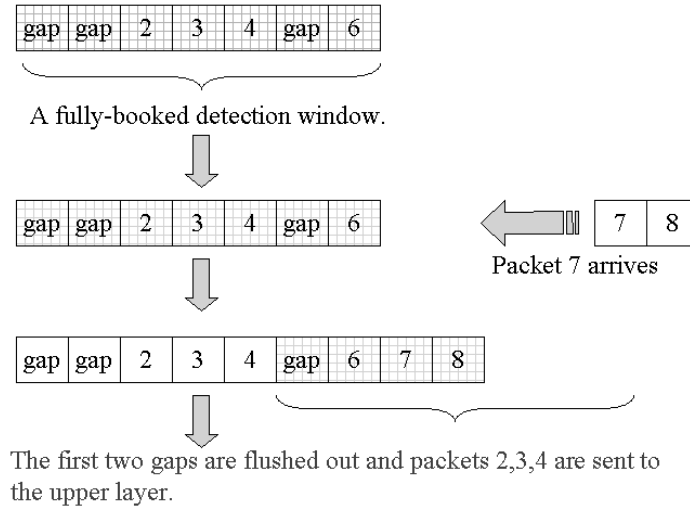 gap gap 2 3 4 gap 6
A fully-booked detection window.
gap gap 2 3 4 gap 6 7 8
Packet 7 arrives
gap gap 2 3 4 gap 6 7 8
The first two gaps are flushed out and packets 2,3,4 are sent to
the upper layer.